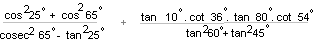 cos²25° + cos²65° / cosec²65° - tan²25° + tan 10°. cot 36°. tan 80°. cot 54° / tan²60° + tan²45°